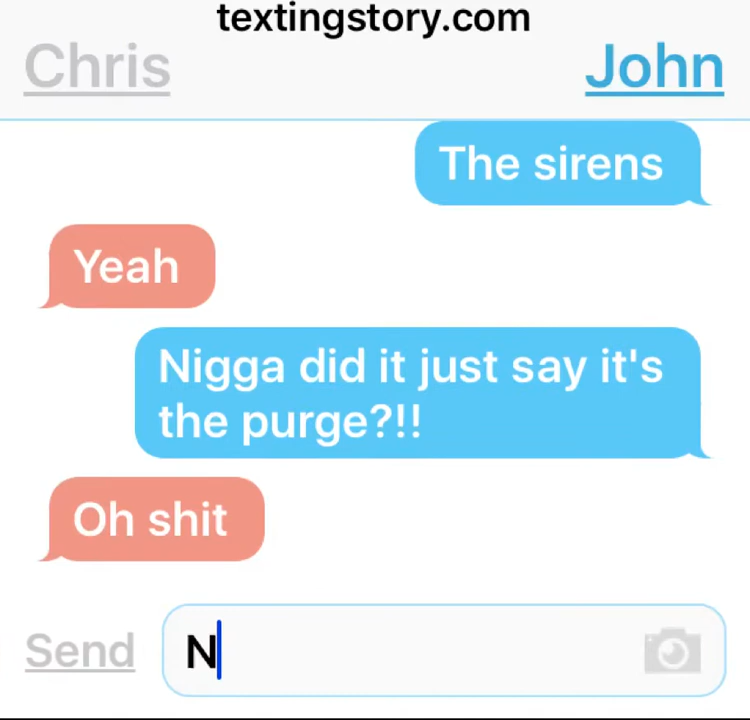 textingstory.com
Chris
John
The sirens
Yeah
Nigga did it just say it's
the purge?!!
Oh shit
Send
N